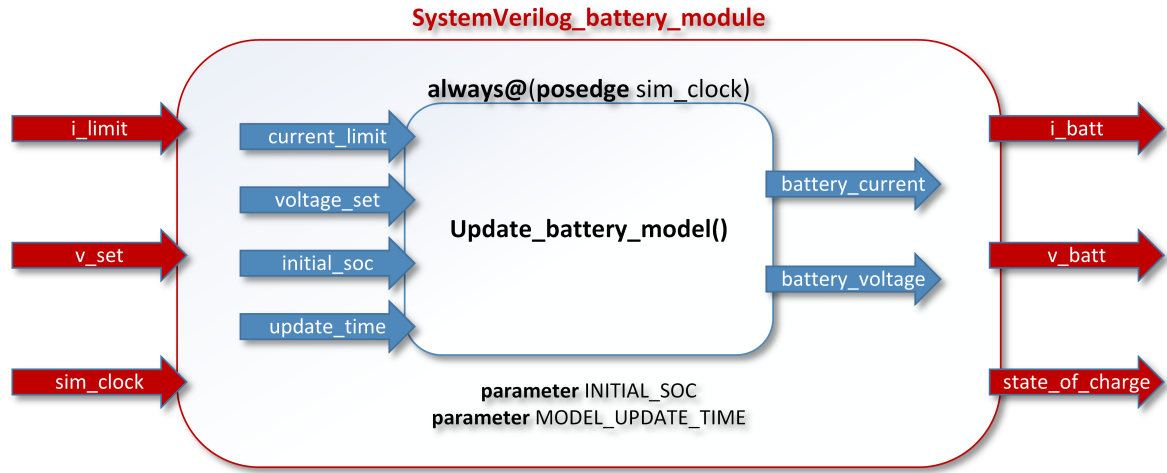 SystemVerilog_battery_module
always@(posedge sim_clock)
i_limit
current_limit
i_batt
battery_current
voltage_set
Update_battery_model()
v_set
initial_soc
v_batt
battery_voltage
update_time
sim_clock
state_of_charge
parameter INITIAL_SOC
parameter MODEL_UPDATE_TIME